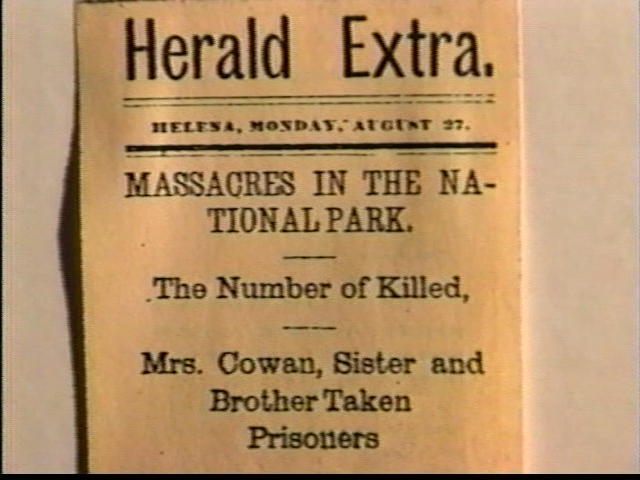 Herald Extra.
HELENA, MONDAY, AUGUST 27.
MASSACRES IN THE NA-
TIONAL PARK.
The Number of Killed,
Mrs. Cowan, Sister and
Brother Taken
Prisoners